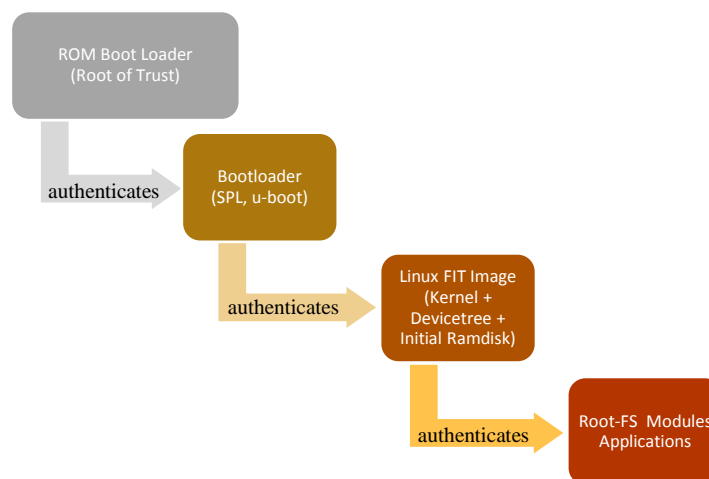 ROM Boot Loader
(Root of Trust)
authenticates
Bootloader
(SPL, u-boot)
authenticates
Linux FIT Image
(Kernel +
Devicetree +
Initial Ramdisk)
authenticates
Root-FS Modules
Applications